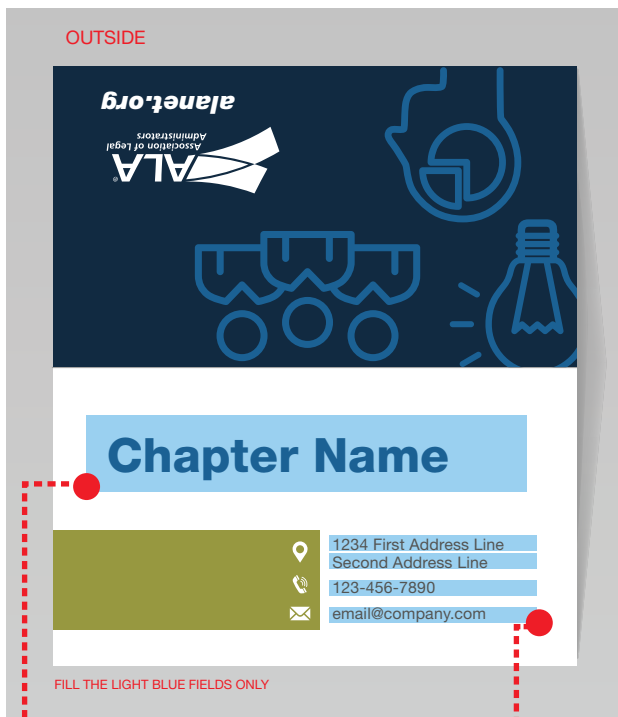 OUTSIDE
alanet.org
Association of Legal
Administrators
ALA®
Chapter Name
1234 First Address Line
Second Address Line
123-456-7890
email@company.com
FILL THE LIGHT BLUE FIELDS ONLY